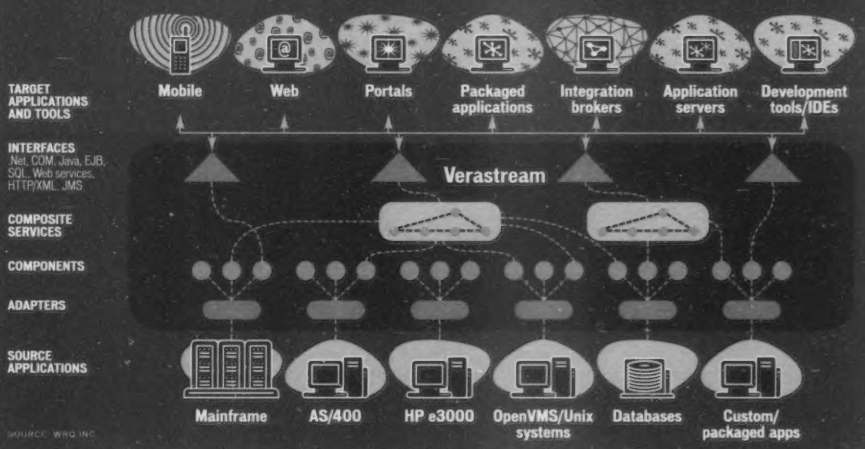 TARGET
APPLICATIONS
AND TOOLS
Mobile
Web
Portals
Packaged
applications
Integration
brokers
Application
servers
Development
tools/IDEs
INTERFACES
.Net, COM, Java, EJB,
SQL, Web services,
HTTP/XML, JMS
Verastream
COMPOSITE
SERVICES
COMPONENTS
ADAPTERS
SOURCE
APPLICATIONS
Mainframe
AS/400
HP e3000
OpenVMS/Unix
systems
Databases
Custom/
packaged apps
SOURCE: WRQ INC.